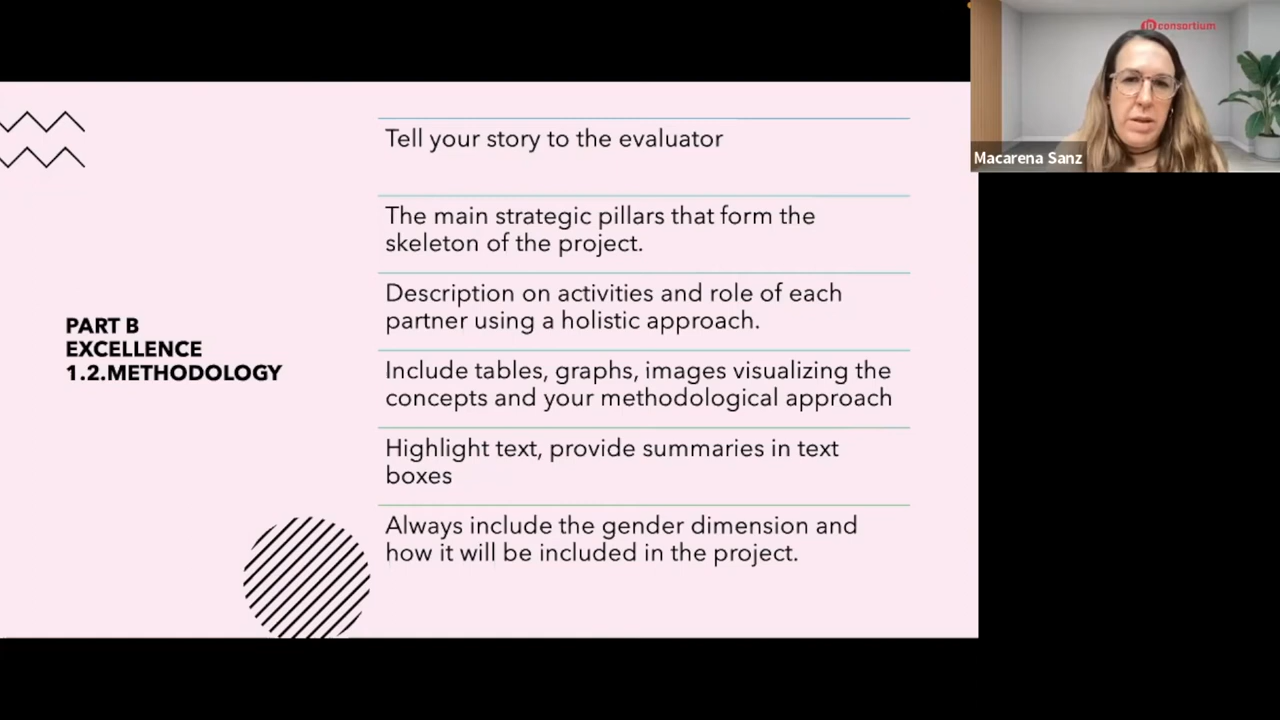 ID consortium
Macarena Sanz
PART B
EXCELLENCE
1.2.METHODOLOGY
Tell your story to the evaluator
The main strategic pillars that form the
skeleton of the project.
Description on activities and role of each
partner using a holistic approach.
Include tables, graphs, images visualizing the
concepts and your methodological approach
Highlight text, provide summaries in text
boxes
Always include the gender dimension and
how it will be included in the project.